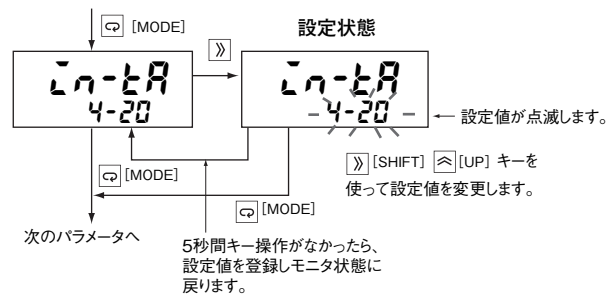 [MODE]
設定状態
in-tA
4-20
in-tA
4-20
設定値が点滅します。
[SHIFT] [UP] キーを
使って設定値を変更します。
[MODE]
[MODE]
次のパラメータへ
5秒間キー操作がなかったら、
設定値を登録しモニタ状態に
戻ります。